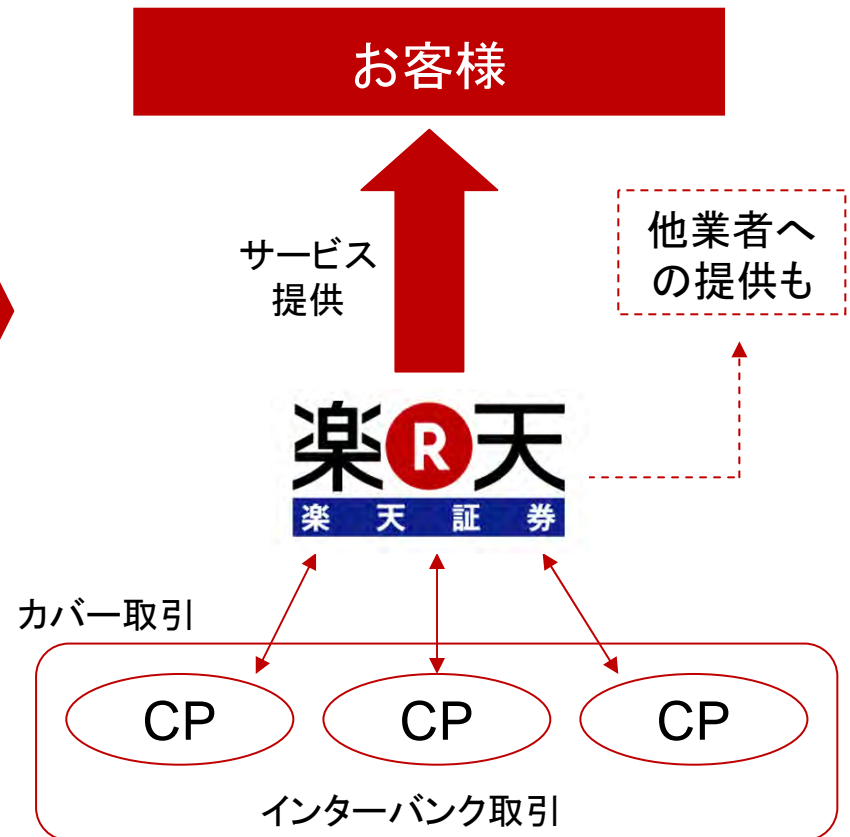 お客様
サービス
提供
他業者へ
の提供も
楽R天
楽天証券
カバー取引
CP CP CP
インターバンク取引